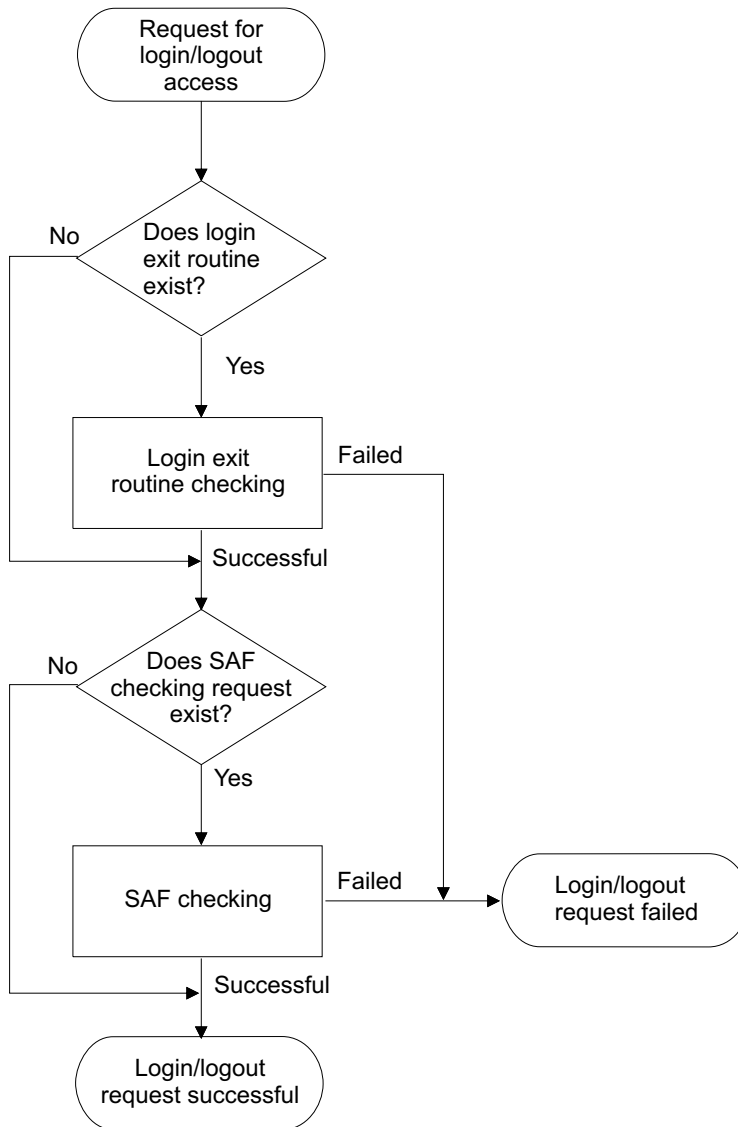 Request for
login/logout
access
No
Does login
exit routine
exist?
Yes
Login exit
routine checking
Failed
Successful
No
Does SAF
checking request
exist?
Yes
SAF checking
Failed
Login/logout
request failed
Successful
Login/logout
request successful